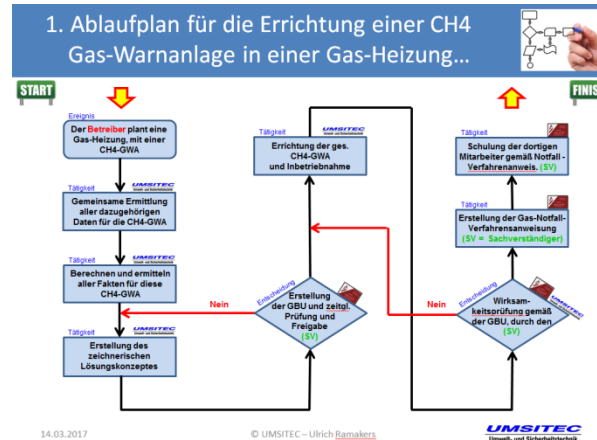 1. Ablaufplan für die Errichtung einer CH4
Gas-Warnanlage in einer Gas-Heizung…
START
Ereignis
Der Betreiber plant eine
Gas-Heizung, mit einer
CH4-GWA
Tätigkeit
UMSITEC
Gemeinsame Ermittlung
aller dazugehörigen
Daten für die CH4-GWA
Tätigkeit
UMSITEC
Berechnen und ermitteln
aller Fakten für diese
CH4-GWA
Tätigkeit
UMSITEC
Erstellung des
zeichnerischen
Lösungskonzeptes
Tätigkeit
UMSITEC
Errichtung der ges.
CH4-GWA
und Inbetriebnahme
Nein
Entscheidung
Erstellung
der GBU und zeitgl.
Prüfung und
Freigabe
(SV)
FINIS
Tätigkeit
Schulung der dortigen
Mitarbeiter gemäß Notfall -
Verfahrenanweis. (SV)
Tätigkeit
Erstellung der Gas-Notfall-
Verfahrensanweisung
(SV = Sachverständiger)
Nein
Entscheidung
UMSITEC
Wirksam-
keitsprüfung gemäß
der GBU, durch den
(SV)
14.03.2017
© UMSITEC – Ulrich Ramakers
UMSITEC
Umwelt- und Sicherheitstechnik